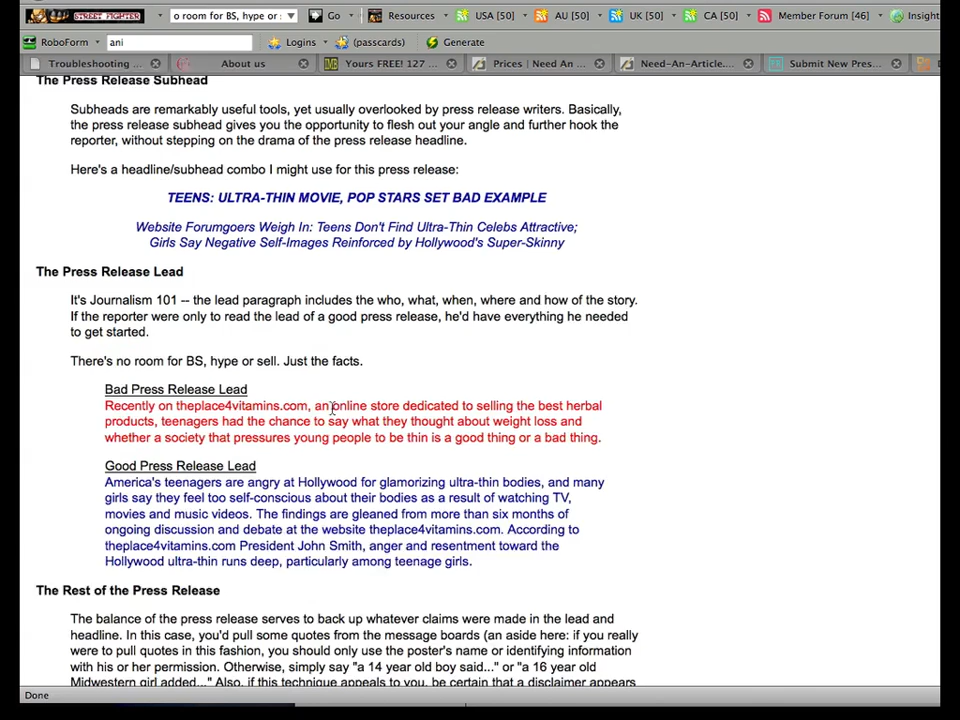 STREET FIGHTER o room for BS, hype or : Go Resources USA [50] AU [50] UK [50] CA [50] Member Forum [46] Insight
RoboForm ani Logins (passcards) Generate
Troubleshooting ... About us Yours FREE! 127 ... Prices | Need An ... Need-An-Article.... Submit New Pres...
The Press Release Subhead
Subheads are remarkably useful tools, yet usually overlooked by press release writers. Basically,
the press release subhead gives you the opportunity to flesh out your angle and further hook the
reporter, without stepping on the drama of the press release headline.
Here's a headline/subhead combo I might use for this press release:
TEENS: ULTRA-THIN MOVIE, POP STARS SET BAD EXAMPLE
Website Forumgoers Weigh In: Teens Don't Find Ultra-Thin Celebs Attractive;
Girls Say Negative Self-Images Reinforced by Hollywood's Super-Skinny
The Press Release Lead
It's Journalism 101 -- the lead paragraph includes the who, what, when, where and how of the story.
If the reporter were only to read the lead of a good press release, he'd have everything he needed
to get started.
There's no room for BS, hype or sell. Just the facts.
Bad Press Release Lead
Recently on theplace4vitamins.com, an online store dedicated to selling the best herbal
products, teenagers had the chance to say what they thought about weight loss and
whether a society that pressures young people to be thin is a good thing or a bad thing.
Good Press Release Lead
America's teenagers are angry at Hollywood for glamorizing ultra-thin bodies, and many
girls say they feel too self-conscious about their bodies as a result of watching TV,
movies and music videos. The findings are gleaned from more than six months of
ongoing discussion and debate at the website theplace4vitamins.com. According to
theplace4vitamins.com President John Smith, anger and resentment toward the
Hollywood ultra-thin runs deep, particularly among teenage girls.
The Rest of the Press Release
The balance of the press release serves to back up whatever claims were made in the lead and
headline. In this case, you'd pull some quotes from the message boards (an aside here: if you really
were to pull quotes in this fashion, you should only use the poster's name or identifying information
with his or her permission. Otherwise, simply say "a 14 year old boy said..." or "a 16 year old
Midwestern girl added..." Also, if this technique appeals to you, be certain that a disclaimer appears
Done